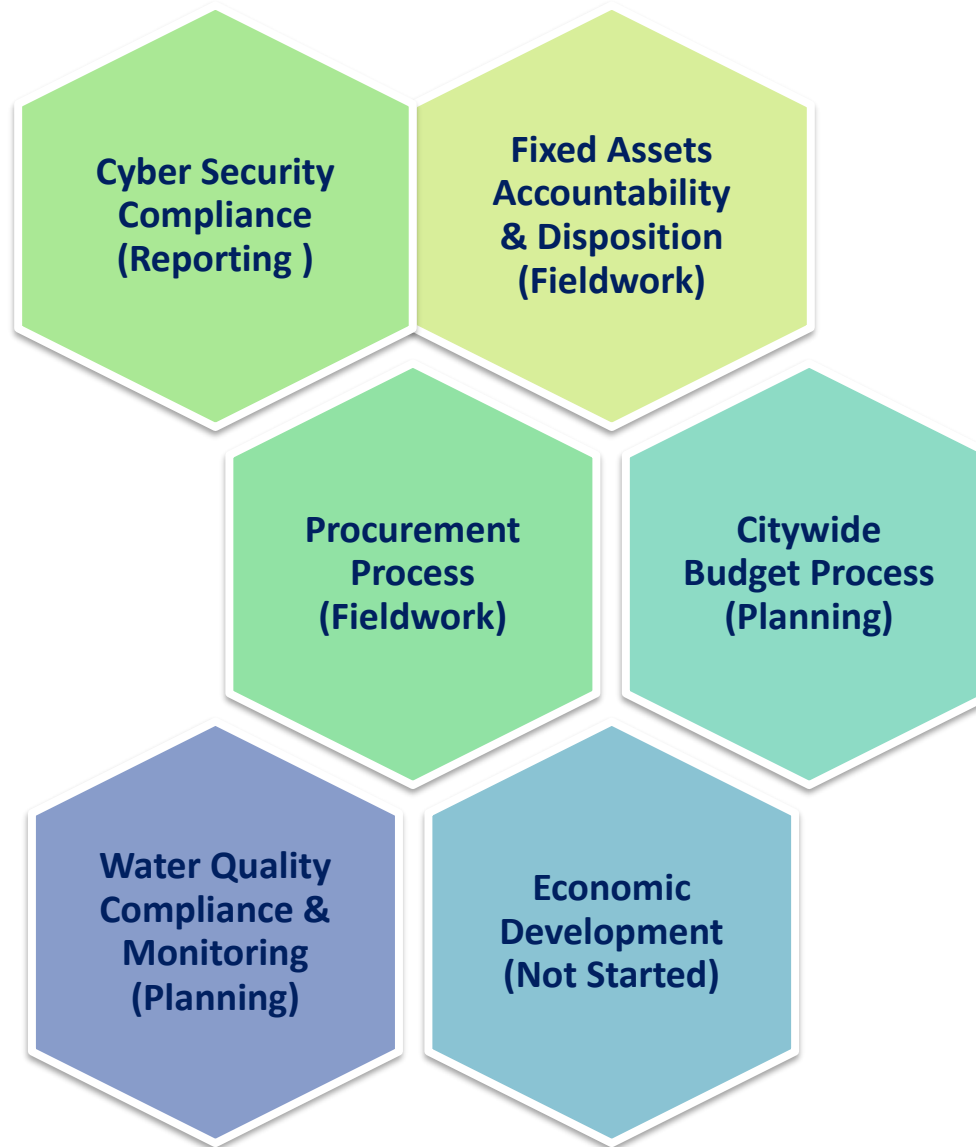 Cyber Security
Compliance
(Reporting )
Fixed Assets
Accountability
& Disposition
(Fieldwork)
Procurement
Process
(Fieldwork)
Citywide
Budget Process
(Planning)
Water Quality
Compliance &
Monitoring
(Planning)
Economic
Development
(Not Started)